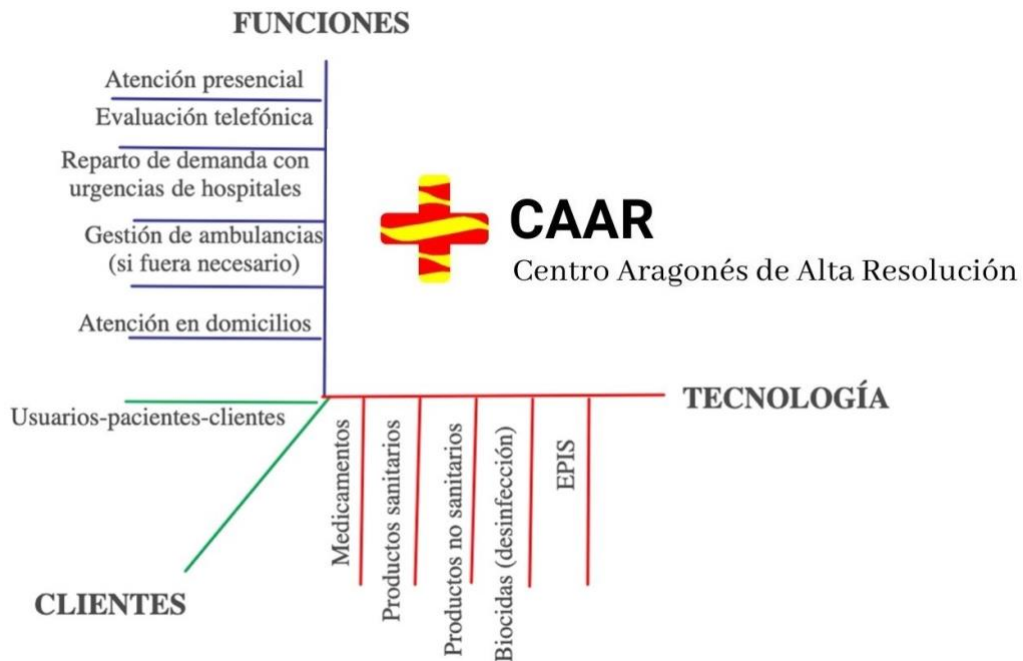 FUNCIONES
Atención presencial
Evaluación telefónica
Reparto de demanda con
urgencias de hospitales
Gestión de ambulancias
(si fuera necesario)
Atención en domicilios
CAAR
Centro Aragonés de Alta Resolución
TECNOLOGÍA
Usuarios-pacientes-clientes
Medicamentos
Productos sanitarios
Productos no sanitarios
Biocidas (desinfección)
EPIS
CLIENTES